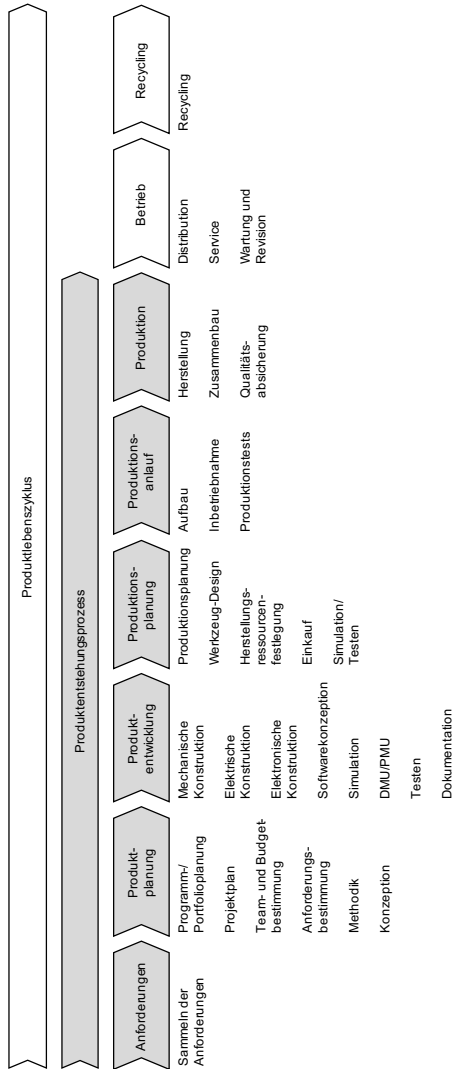 Produktlebenszyklus
Produktentstehungsprozess
Anforderungen
Sammeln der
Anforderungen
Produkt-
planung
Programm-/
Portfolioplanung
Projektplan
Team- und Budget-
bestimmung
Anforderungs-
bestimmung
Methodik
Konzeption
Produkt-
entwicklung
Mechanische
Konstruktion
Elektrische
Konstruktion
Elektronische
Konstruktion
Softwarekonzeption
Simulation
DMU/PMU
Testen
Dokumentation
Produktions-
planung
Produktionsplanung
Werkzeug-Design
Herstellungs-
ressourcen-
festlegung
Einkauf
Simulation/
Testen
Produktions-
anlauf
Aufbau
Inbetriebnahme
Produktionstests
Produktion
Herstellung
Zusammenbau
Qualitäts-
absicherung
Betrieb
Distribution
Service
Wartung und
Revision
Recycling
Recycling